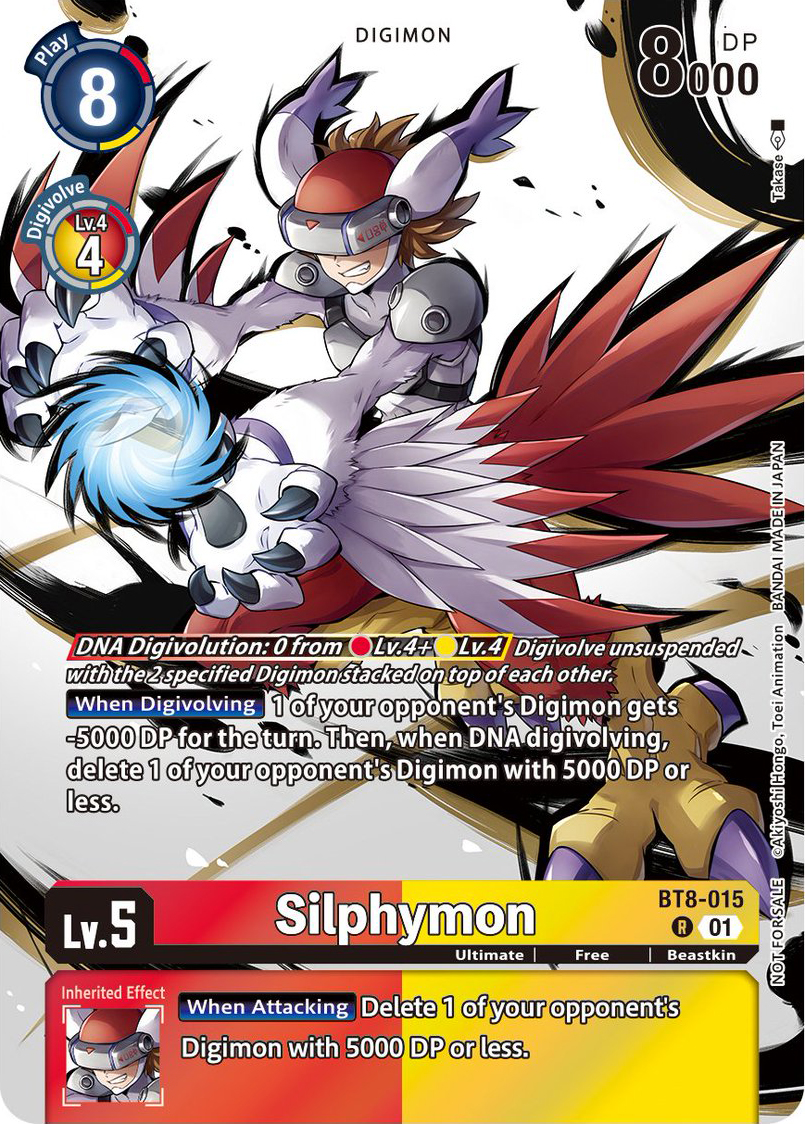 DIGIMON
Play
8
DP
8000
Digivolve
Lv.4
4
Takase
DNA Digivolution: 0 from Lv.4+ Lv.4 Digivolve unsuspended
with the 2 specified Digimon stacked on top of each other.
When Digivolving 1 of your opponent's Digimon gets
-5000 DP for the turn. Then, when DNA digivolving,
delete 1 of your opponent's Digimon with 5000 DP or
less.
NOT FOR SALE ©Akiyoshi Hongo, Toei Animation BANDAI MADE IN JAPAN
Lv.5
Silphymon
BT8-015
R 01
Ultimate | Free | Beastkin
Inherited Effect
When Attacking Delete 1 of your opponent's
Digimon with 5000 DP or less.